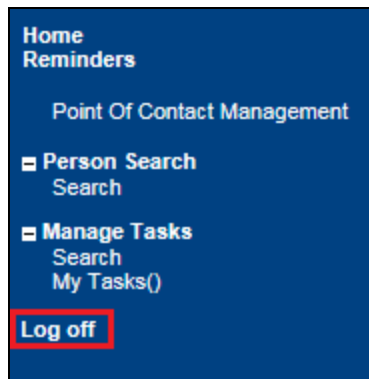 Home
Reminders
Point Of Contact Management
Person Search
Search
Manage Tasks
Search
My Tasks()
Log off